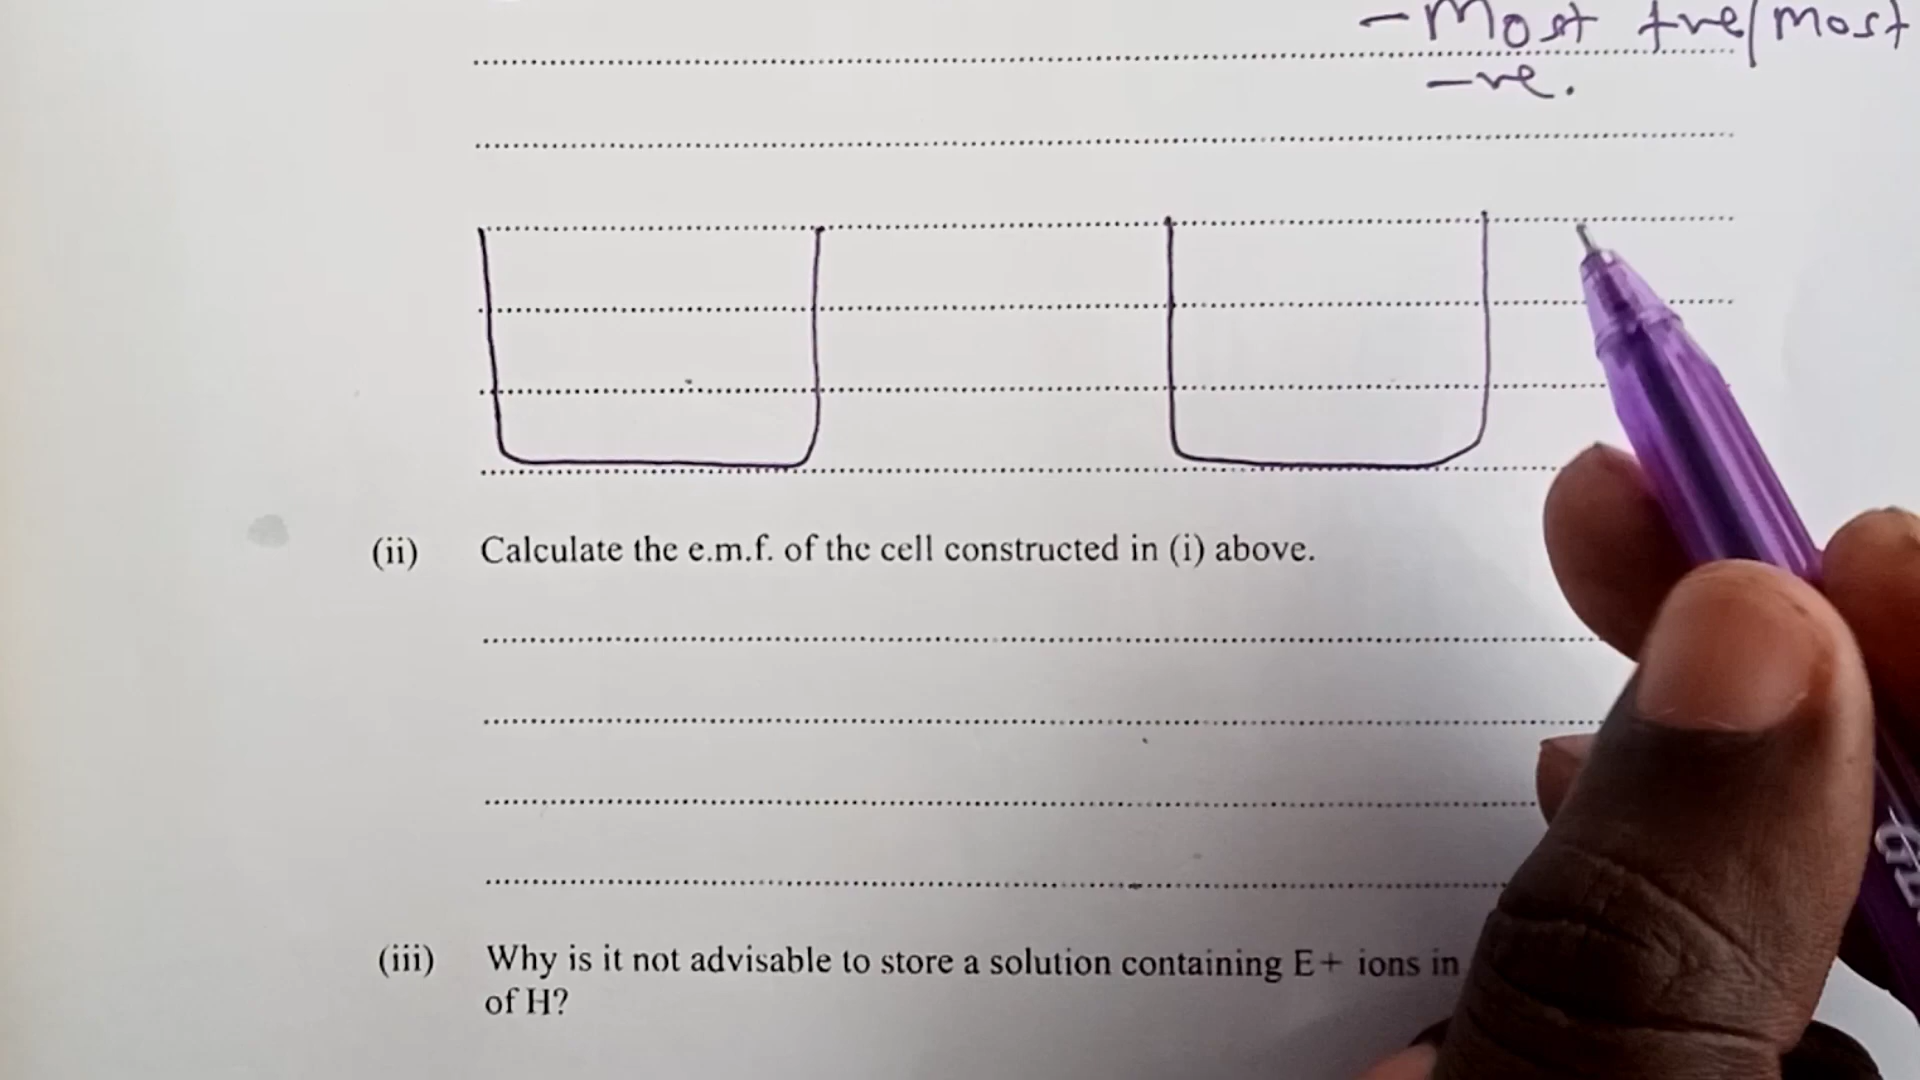 - Most +ve/most
-ve.
(ii) Calculate the e.m.f. of the cell constructed in (i) above.
(iii) Why is it not advisable to store a solution containing E+ ions in
of H?